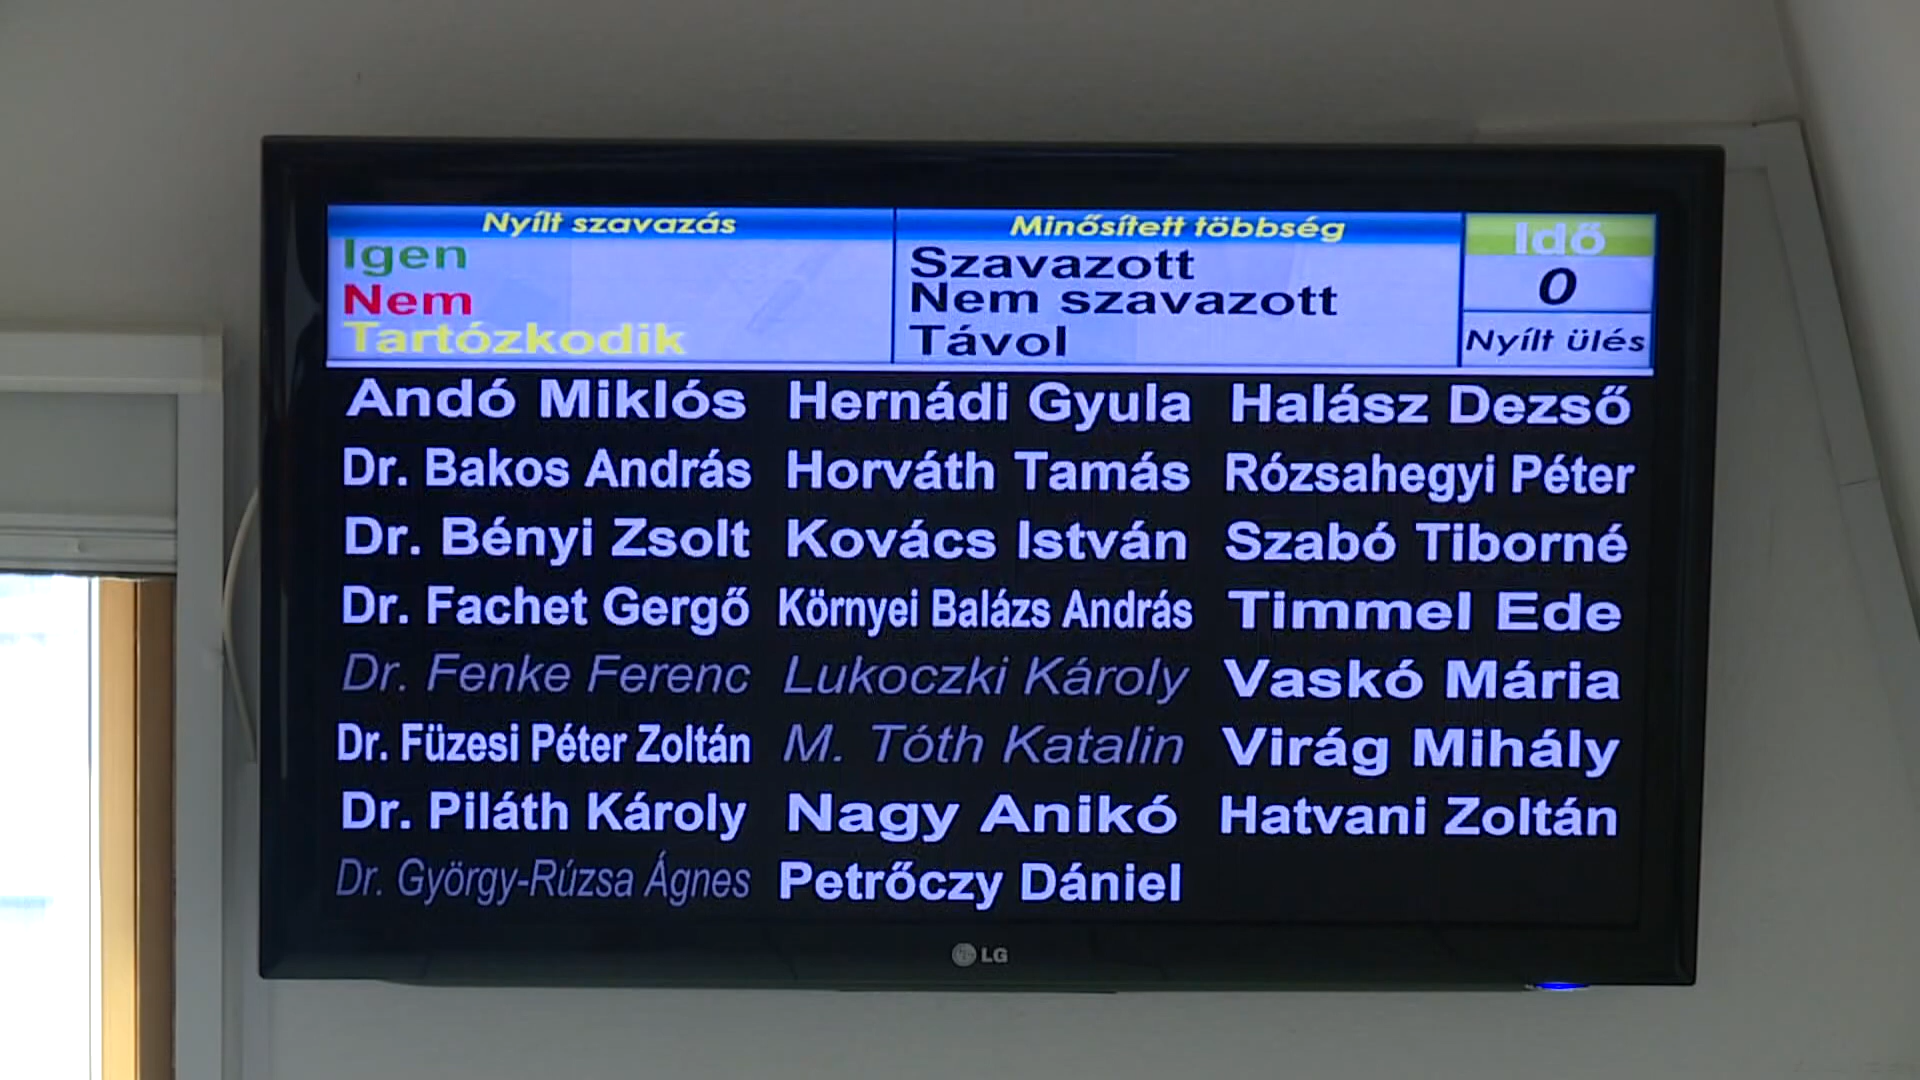 Nyílt szavazás
Igen
Nem
Tartózkodik
Minősített többség
Szavazott
Nem szavazott
Távol
Idő
0
Nyílt ülés
Andó Miklós
Dr. Bakos András
Dr. Bényi Zsolt
Dr. Fachet Gergő
Dr. Fenke Ferenc
Dr. Füzesi Péter Zoltán
Dr. Piláth Károly
Dr. György-Rúzsa Ágnes
Hernádi Gyula
Horváth Tamás
Kovács István
Környei Balázs András
Lukoczki Károly
M. Tóth Katalin
Nagy Anikó
Petrőczy Dániel
Halász Dezső
Rózsahegyi Péter
Szabó Tiborné
Timmel Ede
Vaskó Mária
Virág Mihály
Hatvani Zoltán
LG